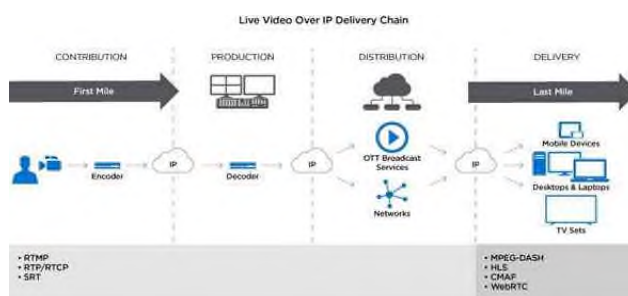 Live Video Over IP Delivery Chain
CONTRIBUTION
PRODUCTION
DISTRIBUTION
DELIVERY
First Mile
Last Mile
Encoder
IP
Decoder
IP
OTT Broadcast
Services
Networks
IP
Mobile Devices
Desktops & Laptops
TV Sets
• RTMP
• RTP/RTCP
• SRT
• MPEG-DASH
• HLS
• CMAF
• WebRTC